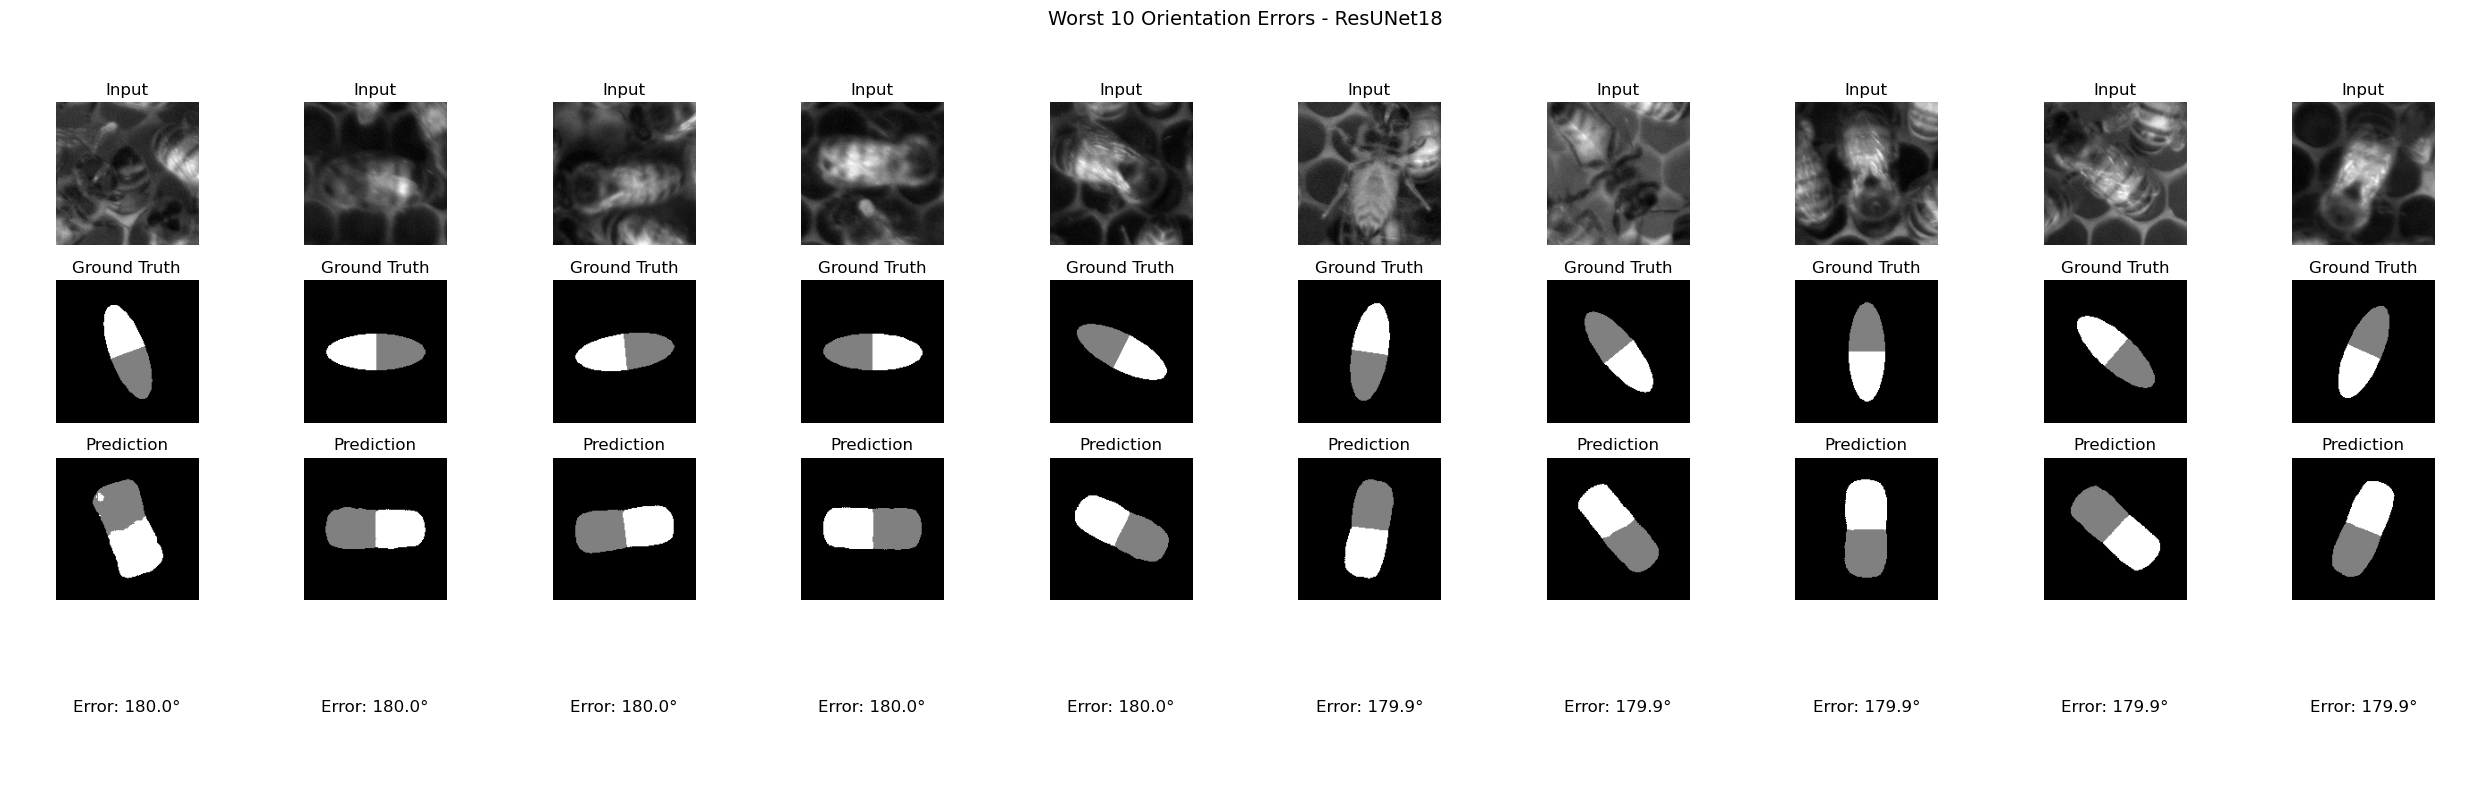 Worst 10 Orientation Errors - ResUNet18
Input Input Input Input Input Input Input Input Input Input
Ground Truth Ground Truth Ground Truth Ground Truth Ground Truth Ground Truth Ground Truth Ground Truth Ground Truth Ground Truth
Prediction Prediction Prediction Prediction Prediction Prediction Prediction Prediction Prediction Prediction
Error: 180.0° Error: 180.0° Error: 180.0° Error: 180.0° Error: 180.0° Error: 179.9° Error: 179.9° Error: 179.9° Error: 179.9° Error: 179.9°